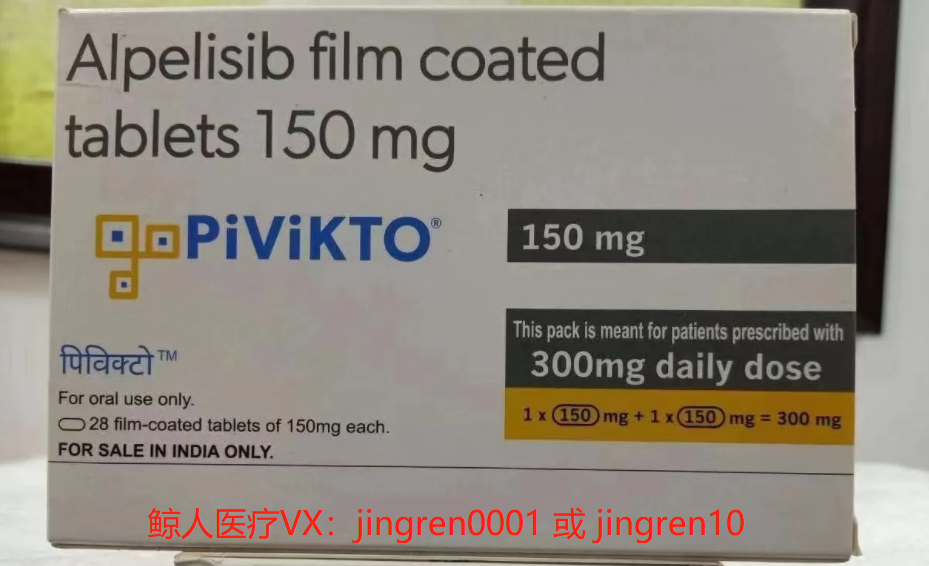 Alpelisib film coated
tablets 150 mg
PiViKTO®
150 mg
This pack is meant for patients prescribed with
300mg daily dose
1 x 150 mg + 1 x 150 mg = 300 mg
पिविक्टो™
For oral use only.
28 film-coated tablets of 150mg each.
FOR SALE IN INDIA ONLY.
鲸人医疗VX：jingren0001 或 jingren10